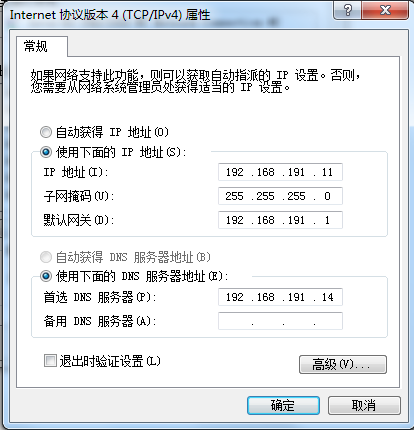 Internet 协议版本 4 (TCP/IPv4) 属性
常规
如果网络支持此功能，则可以获取自动指派的 IP 设置。否则，
您需要从网络系统管理员处获得适当的 IP 设置。
自动获得 IP 地址(O)
使用下面的 IP 地址(S):
IP 地址(I): 192 .168 .191 .11
子网掩码(U): 255 .255 .255 . 0
默认网关(D): 192 .168 .191 . 1
自动获得 DNS 服务器地址(B)
使用下面的 DNS 服务器地址(E):
首选 DNS 服务器(P): 192 .168 .191 .14
备用 DNS 服务器(A): . . .
退出时验证设置(L)
高级(V)...
确定 取消